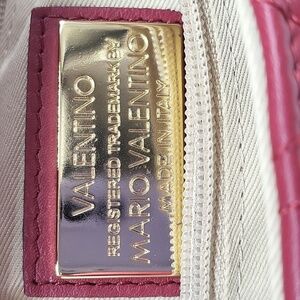 VALENTINO
REGISTERED TRADEMARK BY
MARIO VALENTINO
MADE IN ITALY